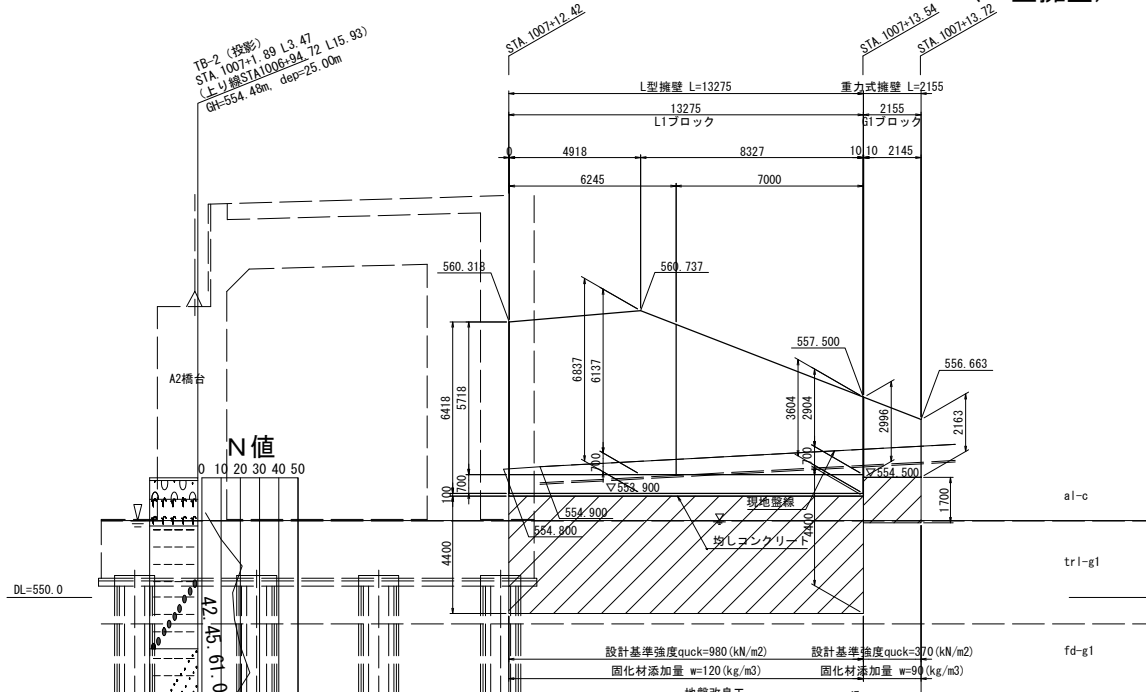 STA.1007+12.42
STA.1007+13.54
STA.1007+13.72
TB-2 (投影)
STA.1007+1.89 L3.47
(上り線STA1006+94.72 L15.93)
GH=554.48m, dep=25.00m
L型擁壁 L=13275
重力式擁壁 L=2155
13275
2155
L1ブロック
G1ブロック
0
4918
8327
10
10
2145
6245
7000
560.318
560.737
557.500
556.663
6837
6137
3604
2904
2996
2163
6418
5718
A2橋台
N値
0 10 20 30 40 50
700
700
700
▽554.500
▽553.900
100
1700
現地盤線
al-c
554.900
554.800
均しコンクリート
4400
4400
trl-g1
DL=550.0
42.45.61.0
設計基準強度quck=980(kN/m2)
設計基準強度quck=370(kN/m2)
fd-g1
固化材添加量 w=120(kg/m3)
固化材添加量 w=90(kg/m3)